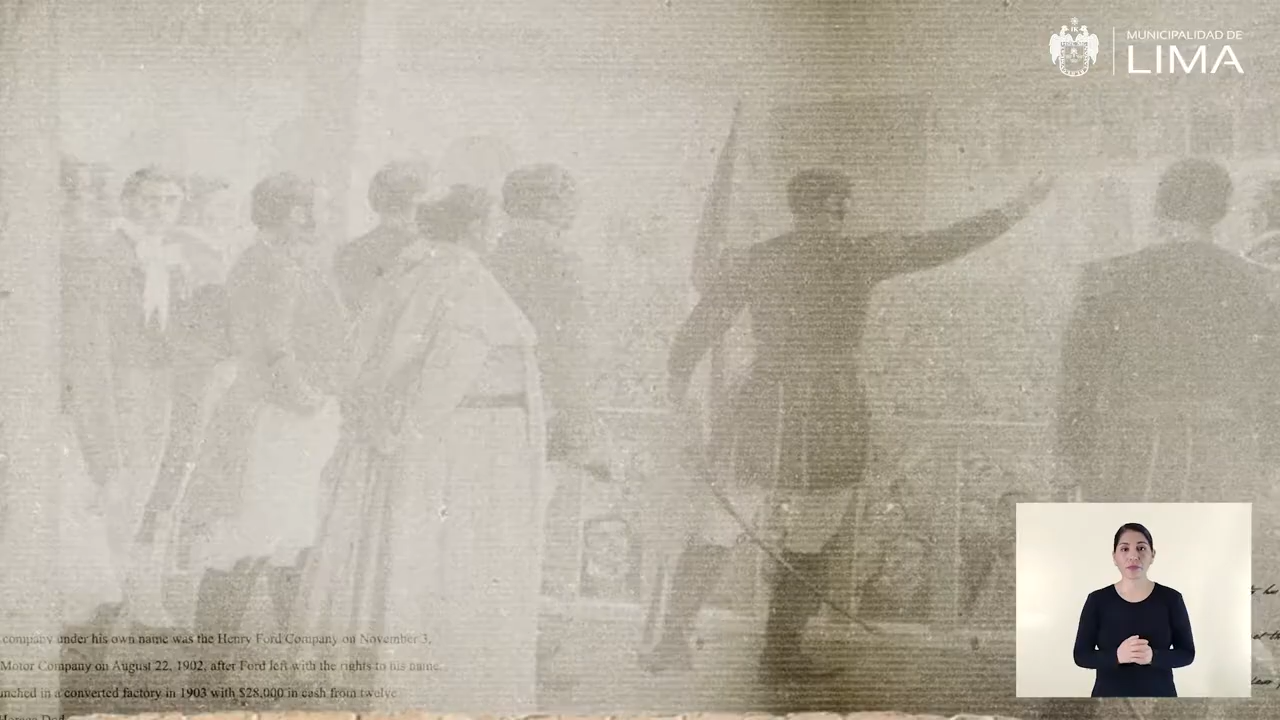 MUNICIPALIDAD DE
LIMA
company under his own name was the Henry Ford Company on November 3,
Motor Company on August 22, 1902, after Ford left with the rights to his name.
nched in a converted factory in 1903 with $28,000 in cash from twelve